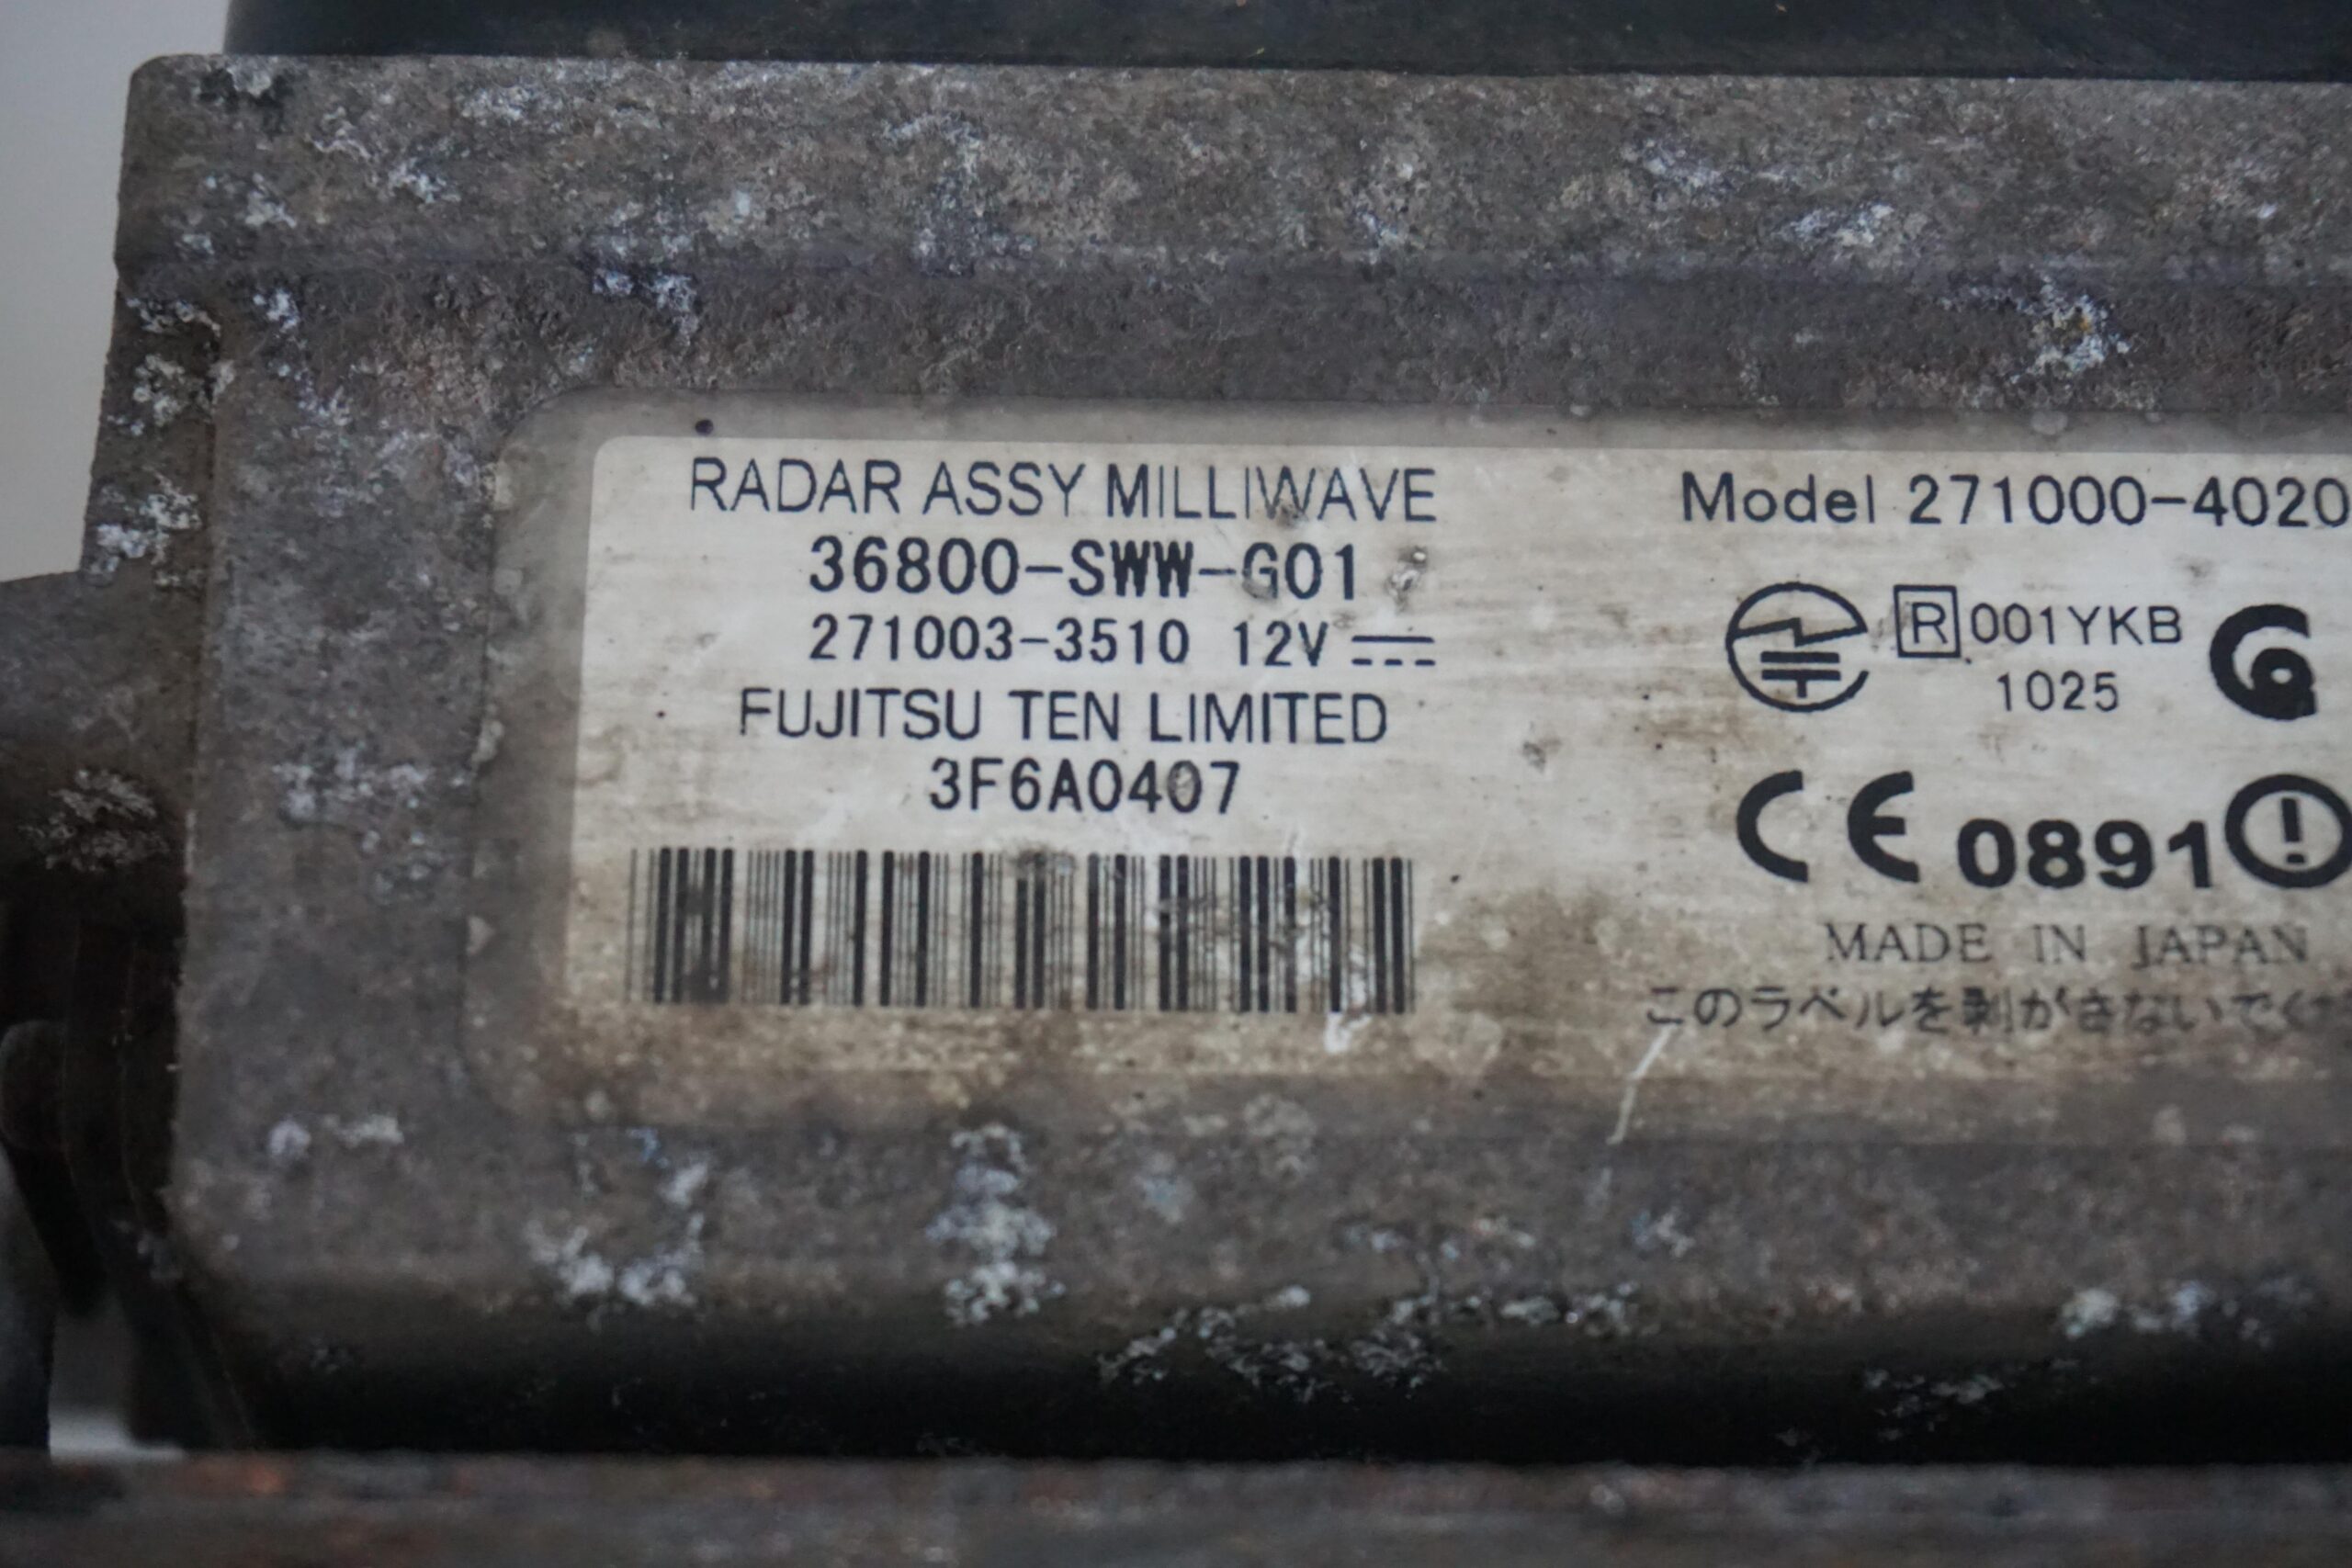 RADAR ASSY MILLIWAVE
36800-SWW-G01
271003-3510 12V
FUJITSU TEN LIMITED
3F6A0407
Model 271000-4020
R 001YKB
1025
CE 0891
MADE IN JAPAN
このラベルを剥がさないでく